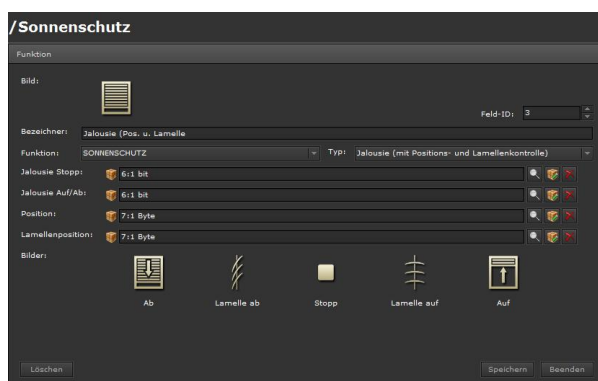 /Sonnenschutz
Funktion
Bild:
Feld-ID: 3
Bezeichner: Jalousie (Pos. u. Lamelle
Funktion: SONNENSCHUTZ Typ: Jalousie (mit Positions- und Lamellenkontrolle)
Jalousie Stopp: 6:1 bit
Jalousie Auf/Ab: 6:1 bit
Position: 7:1 Byte
Lamellenposition: 7:1 Byte
Bilder:
Ab Lamelle ab Stopp Lamelle auf Auf
Löschen Speichern Beenden